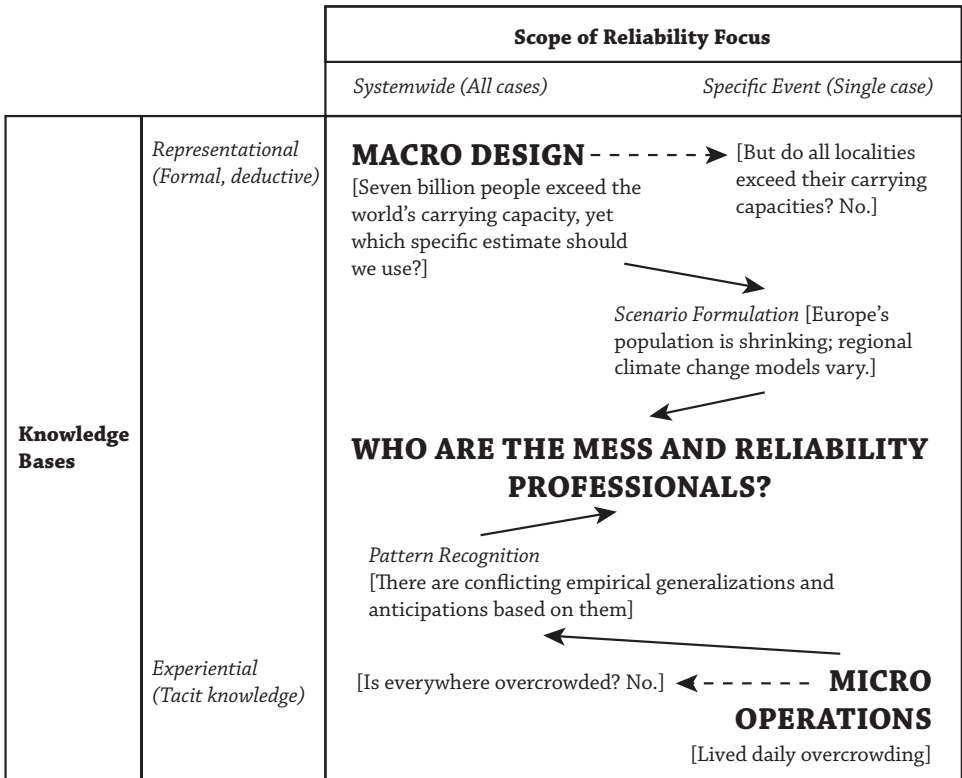 Scope of Reliability Focus
Systemwide (All cases)
Specific Event (Single case)
Knowledge
Bases
Representational
(Formal, deductive)
MACRO DESIGN
[Seven billion people exceed the
world’s carrying capacity, yet
which specific estimate should
we use?]
[But do all localities
exceed their carrying
capacities? No.]
Scenario Formulation [Europe’s
population is shrinking; regional
climate change models vary.]
WHO ARE THE MESS AND RELIABILITY
PROFESSIONALS?
Pattern Recognition
[There are conflicting empirical generalizations and
anticipations based on them]
Experiential
(Tacit knowledge)
[Is everywhere overcrowded? No.]
MICRO
OPERATIONS
[Lived daily overcrowding]